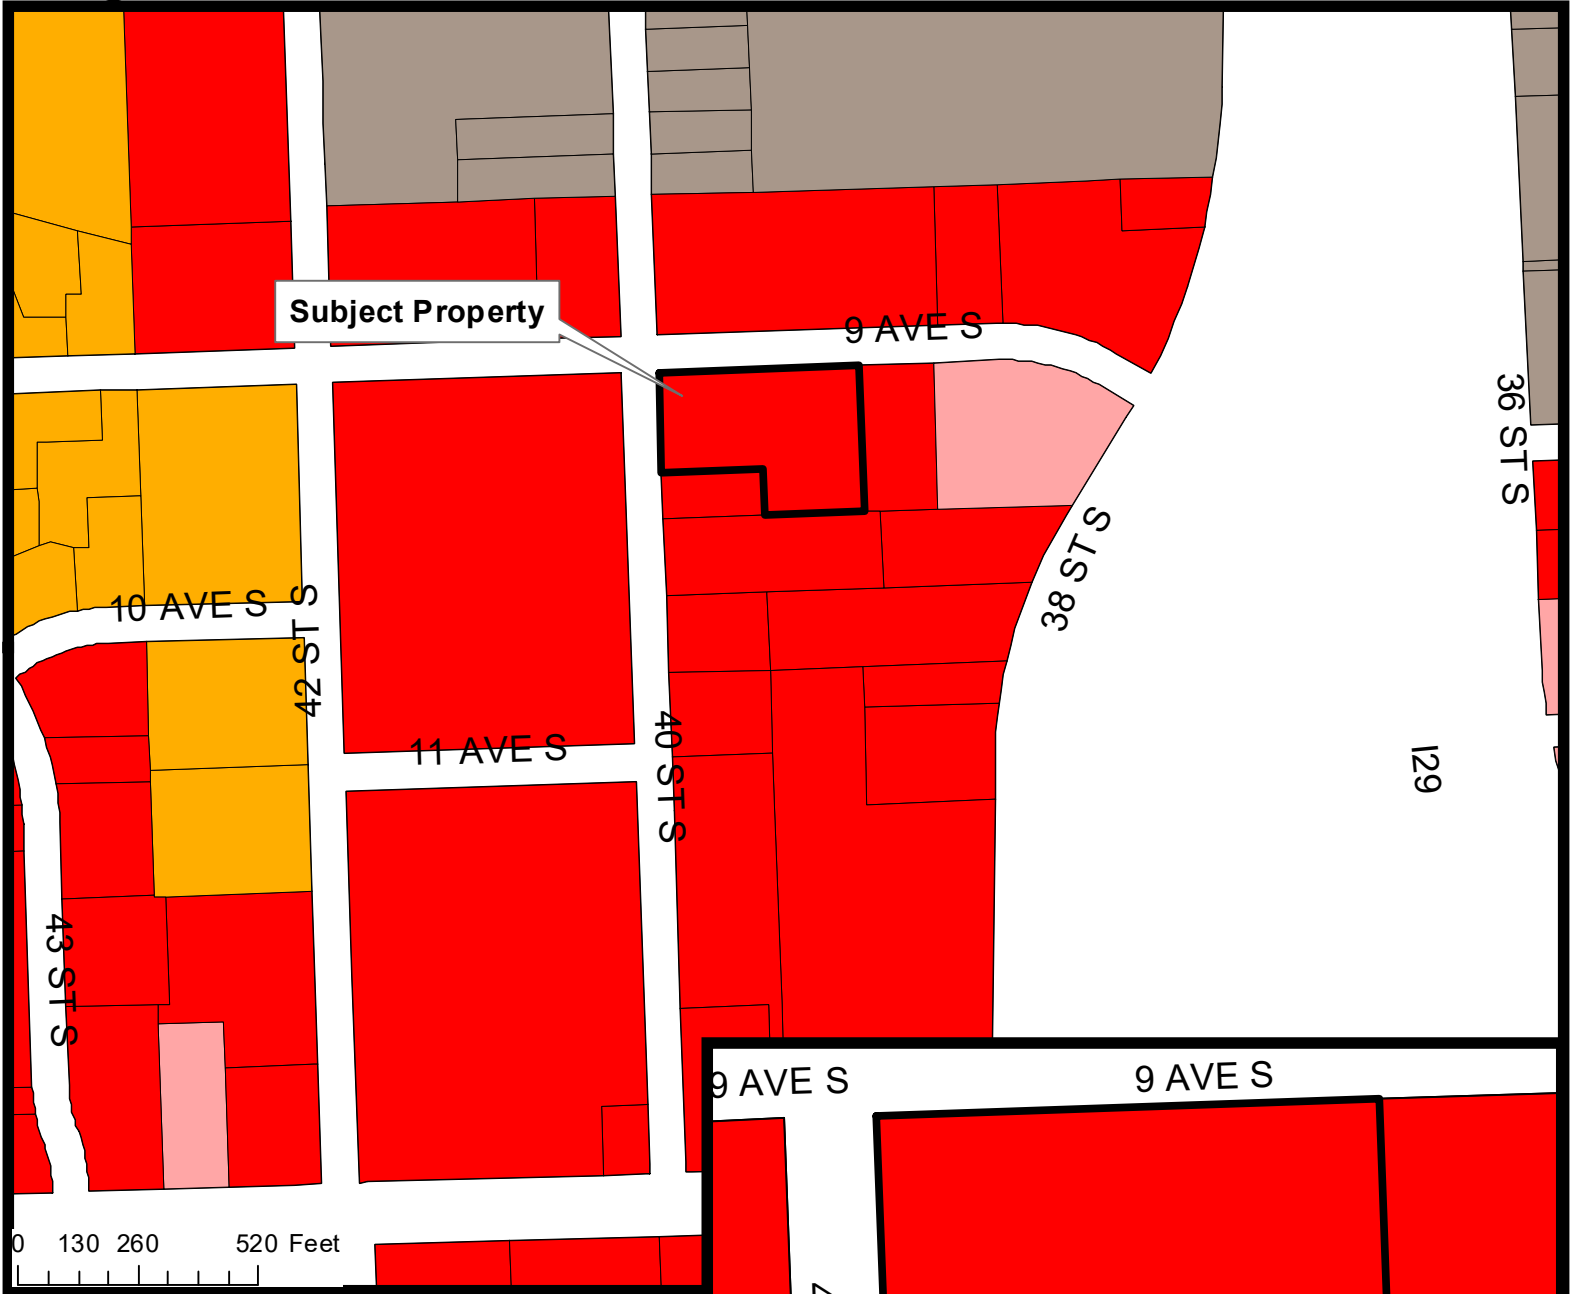 Subject Property
9 AVE S
36 ST S
38 ST S
10 AVE S
42 ST S
11 AVE S
40 ST S
I29
43 ST S
9 AVE S
9 AVE S
0 130 260 520 Feet